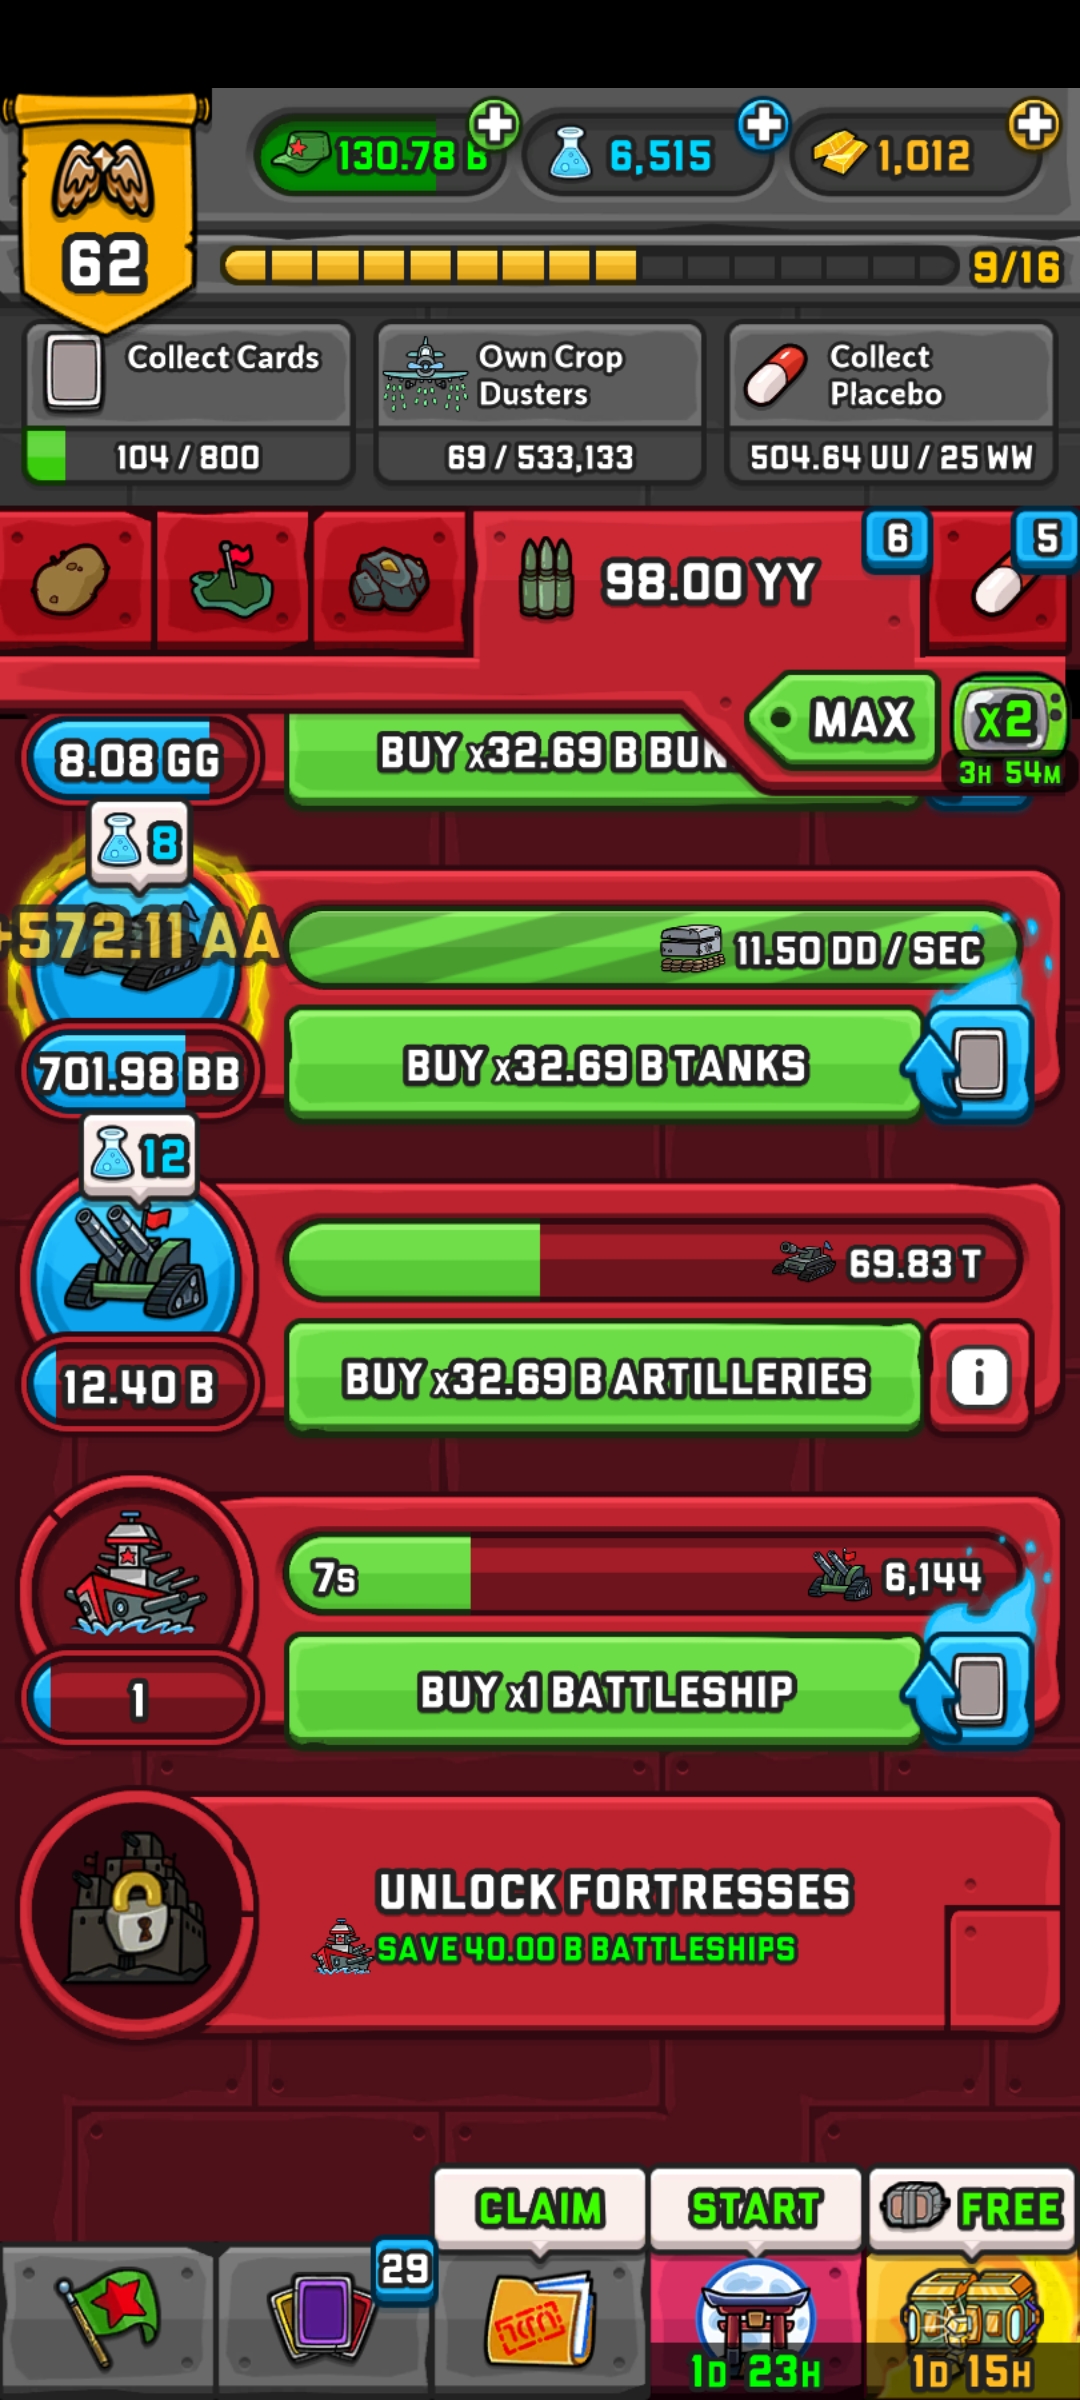 130.78 B
6,515
1,012
62
9/16
Collect Cards
104 / 800
Own Crop
Dusters
69 / 533,133
Collect
Placebo
504.64 UU / 25 WW
98.00 YY
6
5
MAX
x2
3H 54M
8.08 GG
BUY x32.69 B BUN
8
+572.11 AA
11.50 DD / SEC
701.98 BB
BUY x32.69 B TANKS
12
69.83 T
12.40 B
BUY x32.69 B ARTILLERIES
i
7s
6,144
1
BUY x1 BATTLESHIP
UNLOCK FORTRESSES
SAVE 40.00 B BATTLESHIPS
CLAIM
START
FREE
29
1D 23H
1D 15H